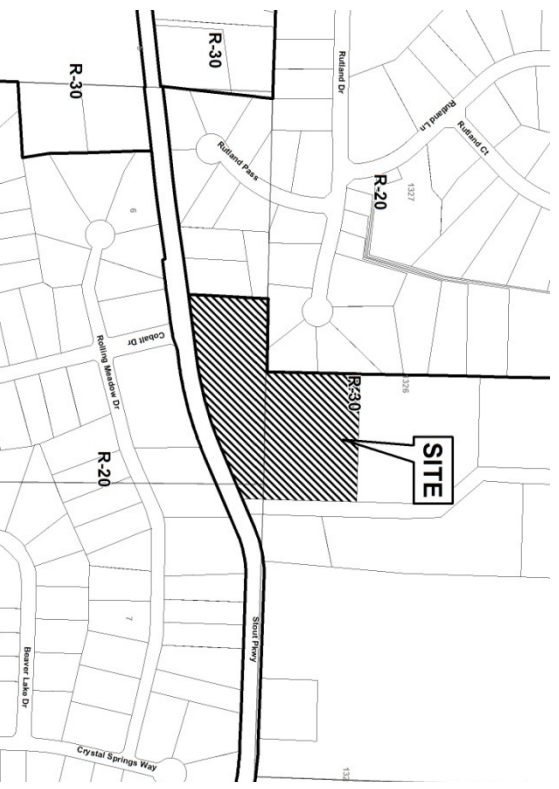 R-30
R-30
Rutland Dr
Rutland Ln
Rutland Ct
Rutland Pass
R-20
1327
6
Cobalt Dr
Rolling Meadow Dr
R-30
1326
SITE
R-20
7
Stout Pkwy
Beaver Lake Dr
Crystal Springs Way